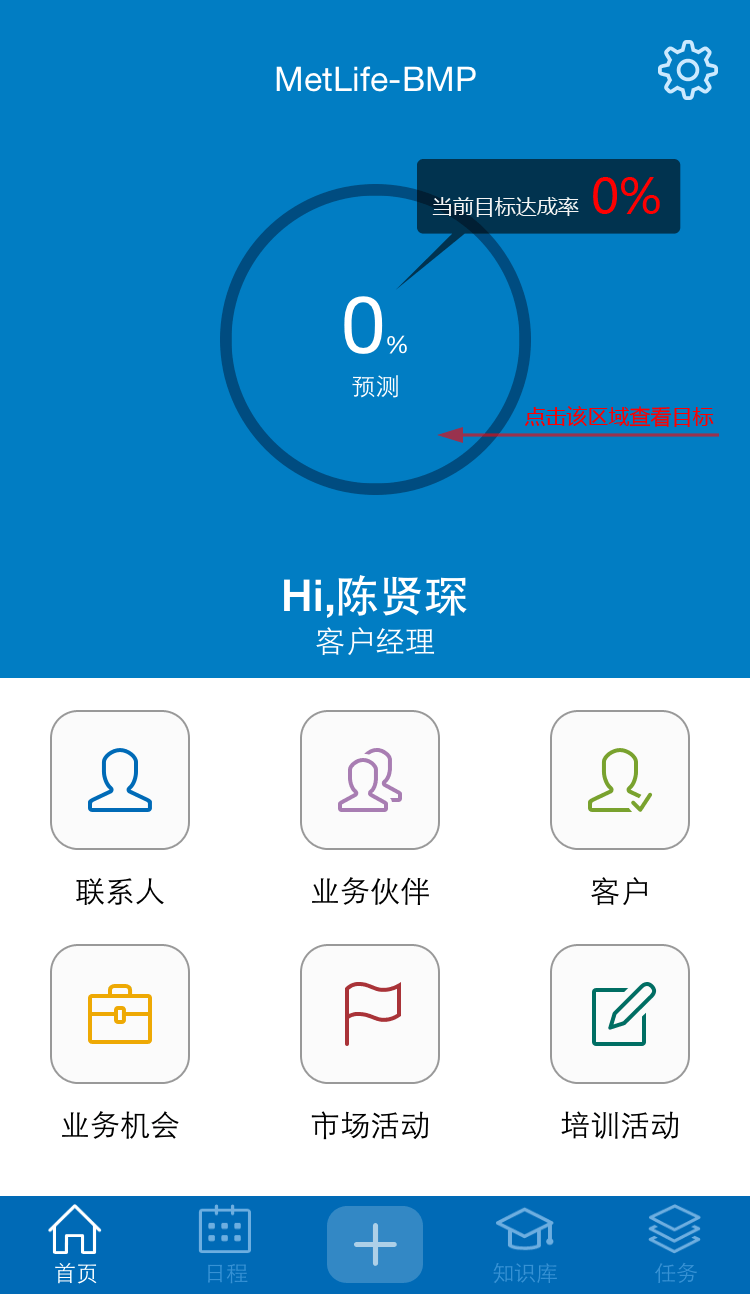 MetLife-BMP
当前目标达成率 0%
0%
预测
点击该区域查看目标
Hi,陈贤琛
客户经理
联系人
业务伙伴
客户
业务机会
市场活动
培训活动
首页
日程
知识库
任务